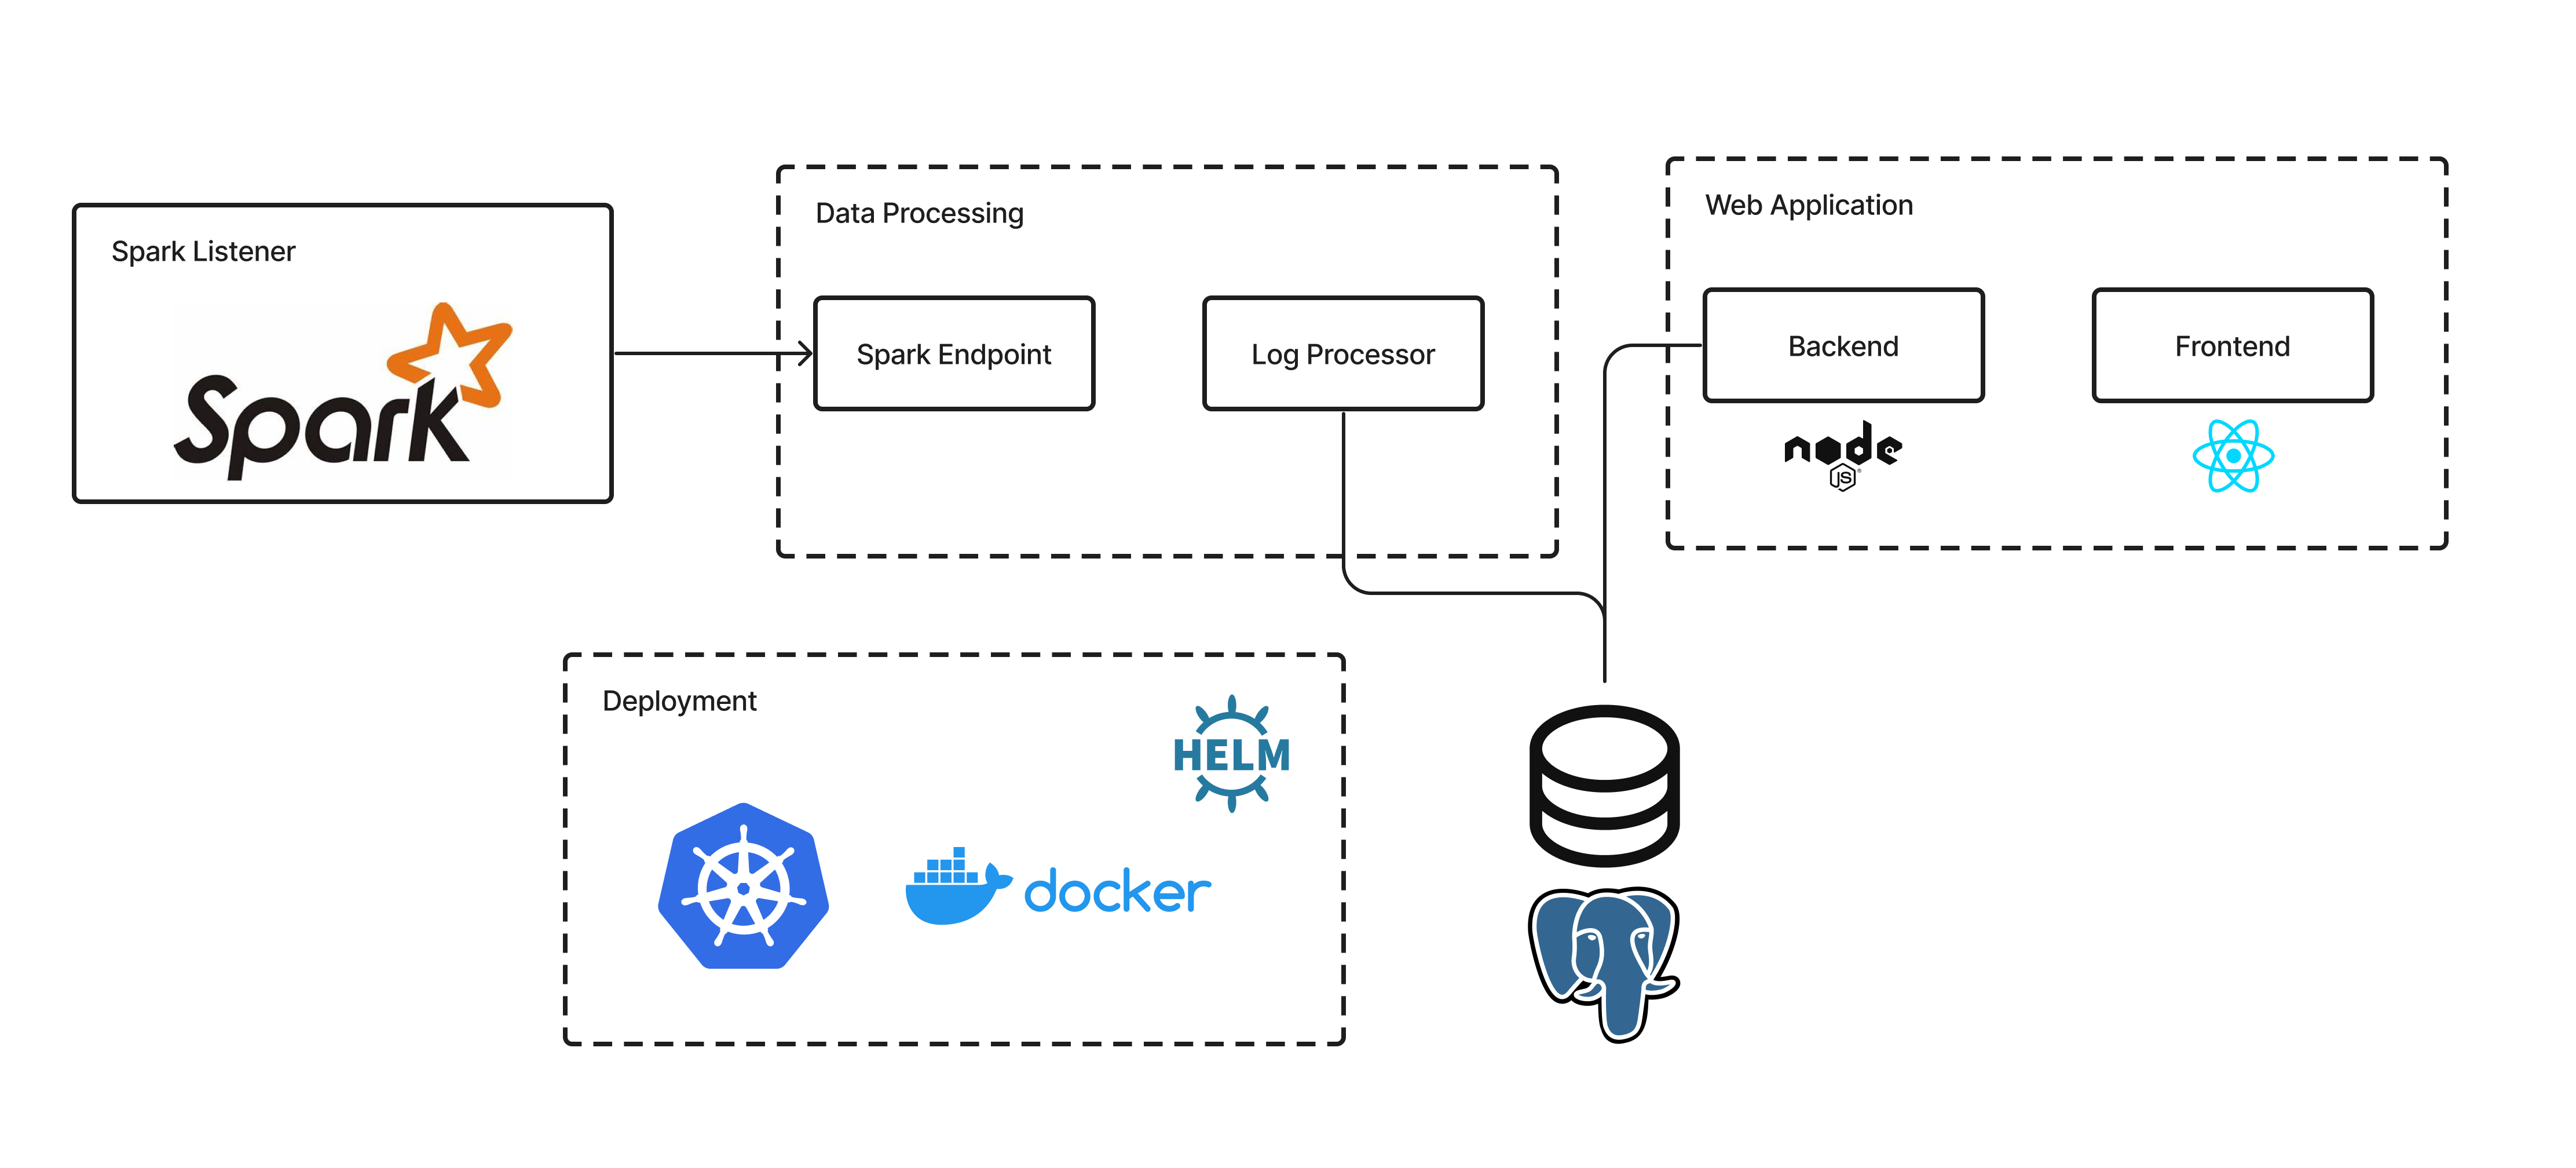 Spark Listener
Spark
Data Processing
Spark Endpoint
Log Processor
Web Application
Backend
Frontend
node
JS
Deployment
HELM
docker